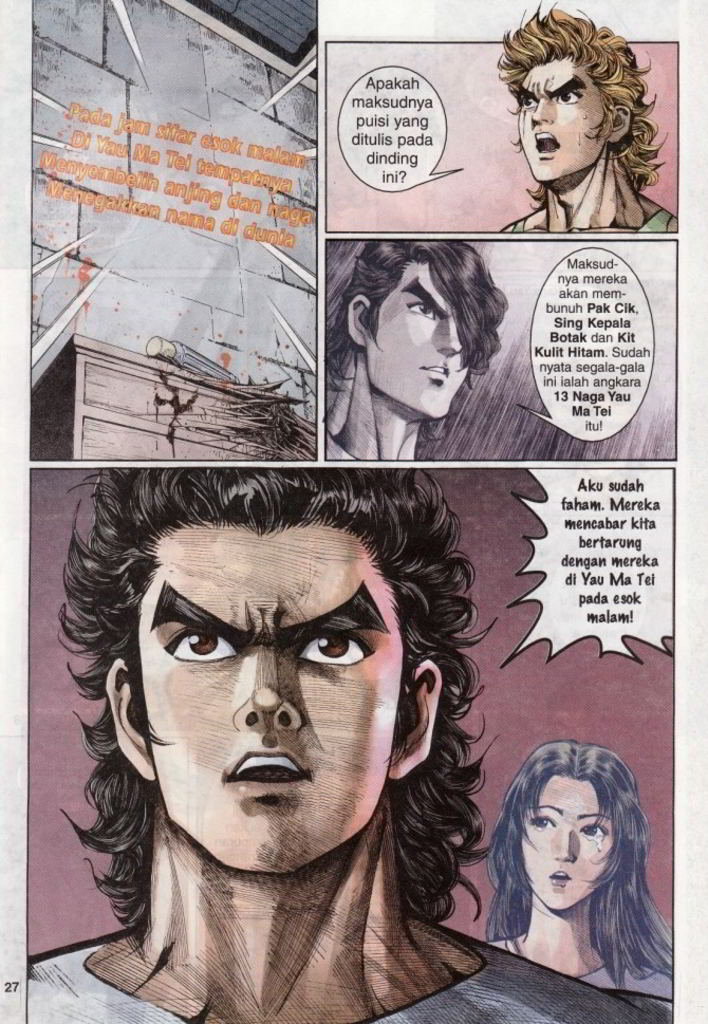 Pada jam sifar esok malam
Di Yau Ma Tei tempatnya
Menyembelih anjing dan naga
Menegakkan nama di dunia
Apakah
maksudnya
puisi yang
ditulis pada
dinding
ini?
Maksud-
nya mereka
akan mem-
bunuh Pak Cik,
Sing Kepala
Botak dan Kit
Kulit Hitam. Sudah
nyata segala-gala
ini ialah angkara
13 Naga Yau
Ma Tei
itu!
Aku sudah
faham. Mereka
mencabar kita
bertarung
dengan mereka
di Yau Ma Tei
pada esok
malam!
27